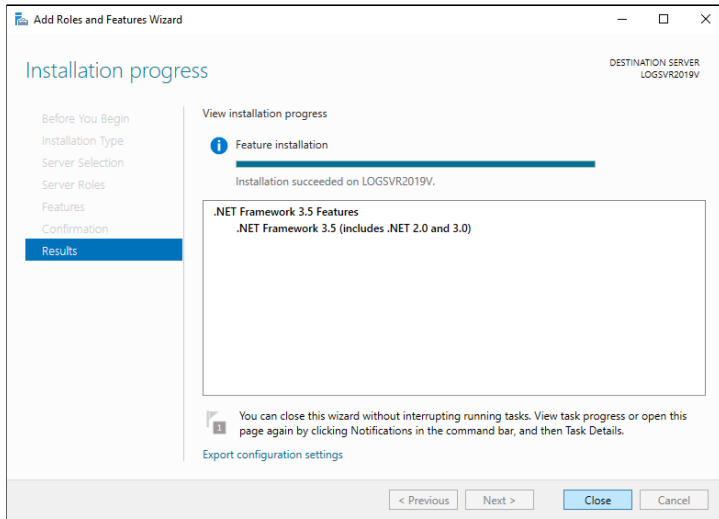 Add Roles and Features Wizard
Installation progress
DESTINATION SERVER
LOGSVR2019V
Before You Begin
Installation Type
Server Selection
Server Roles
Features
Confirmation
Results
View installation progress
Feature installation
Installation succeeded on LOGSVR2019V.
.NET Framework 3.5 Features
.NET Framework 3.5 (includes .NET 2.0 and 3.0)
1
You can close this wizard without interrupting running tasks. View task progress or open this
page again by clicking Notifications in the command bar, and then Task Details.
Export configuration settings
< Previous
Next >
Close
Cancel